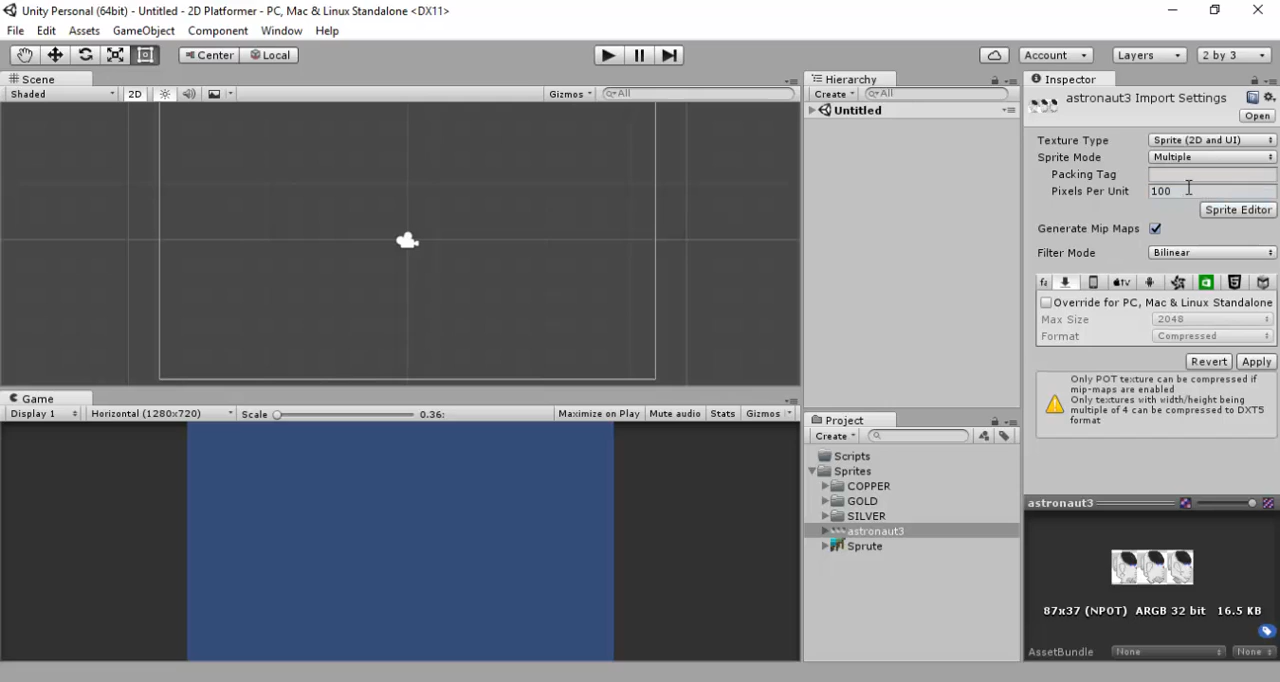 Unity Personal (64bit) - Untitled - 2D Platformer - PC, Mac & Linux Standalone <DX11>
File Edit Assets GameObject Component Window Help
Center Local Account Layers 2 by 3
Scene
Shaded 2D Gizmos All
Hierarchy
Create All
Untitled
Inspector
astronaut3 Import Settings
Open
Texture Type Sprite (2D and UI)
Sprite Mode Multiple
Packing Tag
Pixels Per Unit 100
Sprite Editor
Generate Mip Maps
Filter Mode Bilinear
Override for PC, Mac & Linux Standalone
Max Size 2048
Format Compressed
Revert Apply
Only POT texture can be compressed if
mip-maps are enabled
Only textures with width/height being
multiple of 4 can be compressed to DXT5
format
Game
Display 1 Horizontal (1280x720) Scale 0.36: Maximize on Play Mute audio Stats Gizmos
Project
Create
Scripts
Sprites
COPPER
GOLD
SILVER
astronaut3
Sprute
astronaut3
87x37 (NPOT) ARGB 32 bit 16.5 KB
AssetBundle None None